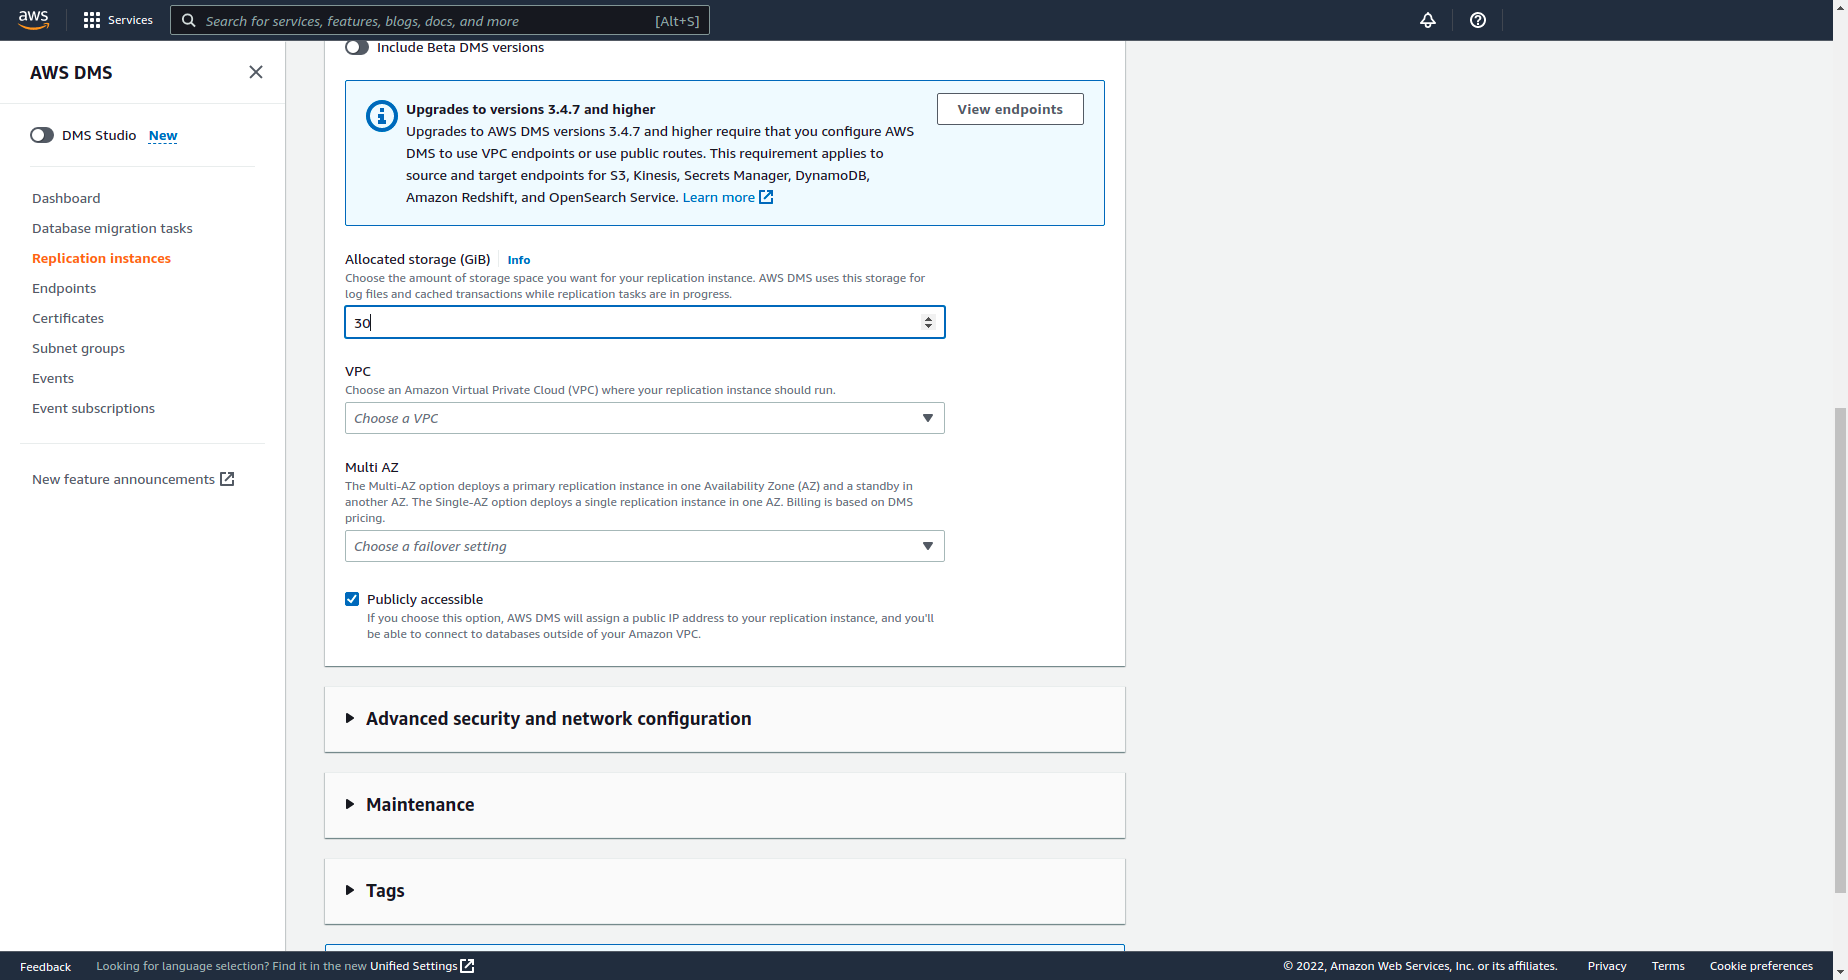 aws
Services
Search for services, features, blogs, docs, and more
[Alt+S]
AWS DMS
DMS Studio
New
Dashboard
Database migration tasks
Replication instances
Endpoints
Certificates
Subnet groups
Events
Event subscriptions
New feature announcements
Include Beta DMS versions
Upgrades to versions 3.4.7 and higher
Upgrades to AWS DMS versions 3.4.7 and higher require that you configure AWS
DMS to use VPC endpoints or use public routes. This requirement applies to
source and target endpoints for S3, Kinesis, Secrets Manager, DynamoDB,
Amazon Redshift, and OpenSearch Service. Learn more
View endpoints
Allocated storage (GiB)
Info
Choose the amount of storage space you want for your replication instance. AWS DMS uses this storage for
log files and cached transactions while replication tasks are in progress.
30
VPC
Choose an Amazon Virtual Private Cloud (VPC) where your replication instance should run.
Choose a VPC
Multi AZ
The Multi-AZ option deploys a primary replication instance in one Availability Zone (AZ) and a standby in
another AZ. The Single-AZ option deploys a single replication instance in one AZ. Billing is based on DMS
pricing.
Choose a failover setting
Publicly accessible
If you choose this option, AWS DMS will assign a public IP address to your replication instance, and you'll
be able to connect to databases outside of your Amazon VPC.
Advanced security and network configuration
Maintenance
Tags
Feedback
Looking for language selection? Find it in the new Unified Settings
© 2022, Amazon Web Services, Inc. or its affiliates.
Privacy
Terms
Cookie preferences